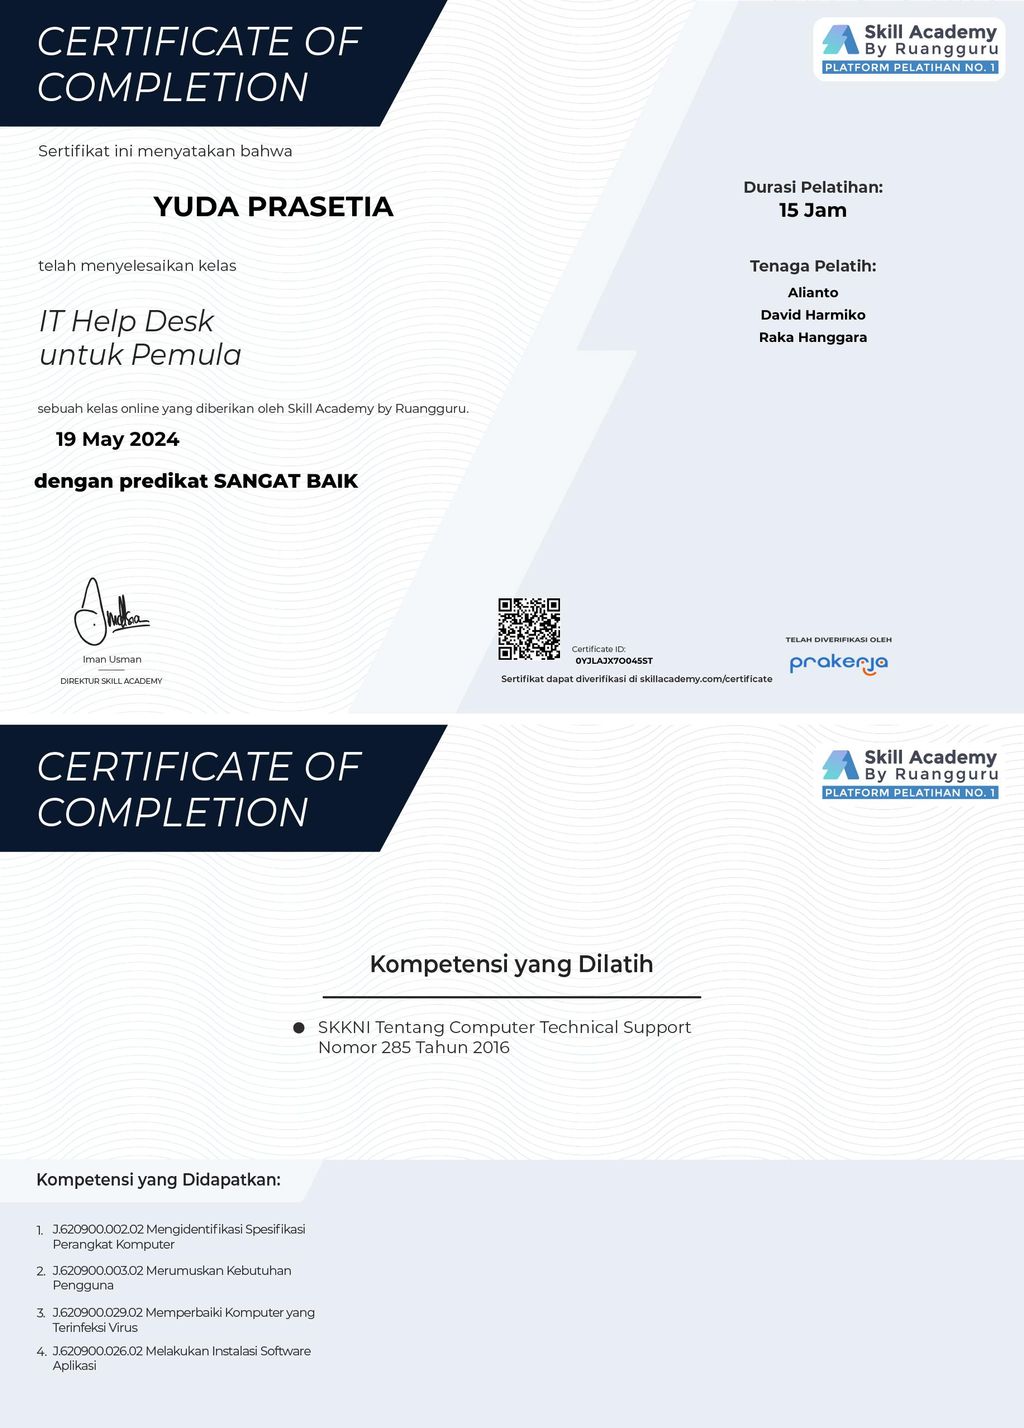 CERTIFICATE OF
COMPLETION
Skill Academy
By Ruangguru
PLATFORM PELATIHAN NO. 1
Sertifikat ini menyatakan bahwa
YUDA PRASETIA
telah menyelesaikan kelas
IT Help Desk
untuk Pemula
sebuah kelas online yang diberikan oleh Skill Academy by Ruangguru.
19 May 2024
dengan predikat SANGAT BAIK
Durasi Pelatihan:
15 Jam
Tenaga Pelatih:
Alianto
David Harmiko
Raka Hanggara
Iman Usman
DIREKTUR SKILL ACADEMY
Certificate ID:
0YJLAJX7O045ST
Sertifikat dapat diverifikasi di skillacademy.com/certificate
TELAH DIVERIFIKASI OLEH
prakerja
CERTIFICATE OF
COMPLETION
Skill Academy
By Ruangguru
PLATFORM PELATIHAN NO. 1
Kompetensi yang Dilatih
● SKKNI Tentang Computer Technical Support
Nomor 285 Tahun 2016
Kompetensi yang Didapatkan:
1. J.620900.002.02 Mengidentifikasi Spesifikasi
Perangkat Komputer
2. J.620900.003.02 Merumuskan Kebutuhan
Pengguna
3. J.620900.029.02 Memperbaiki Komputer yang
Terinfeksi Virus
4. J.620900.026.02 Melakukan Instalasi Software
Aplikasi